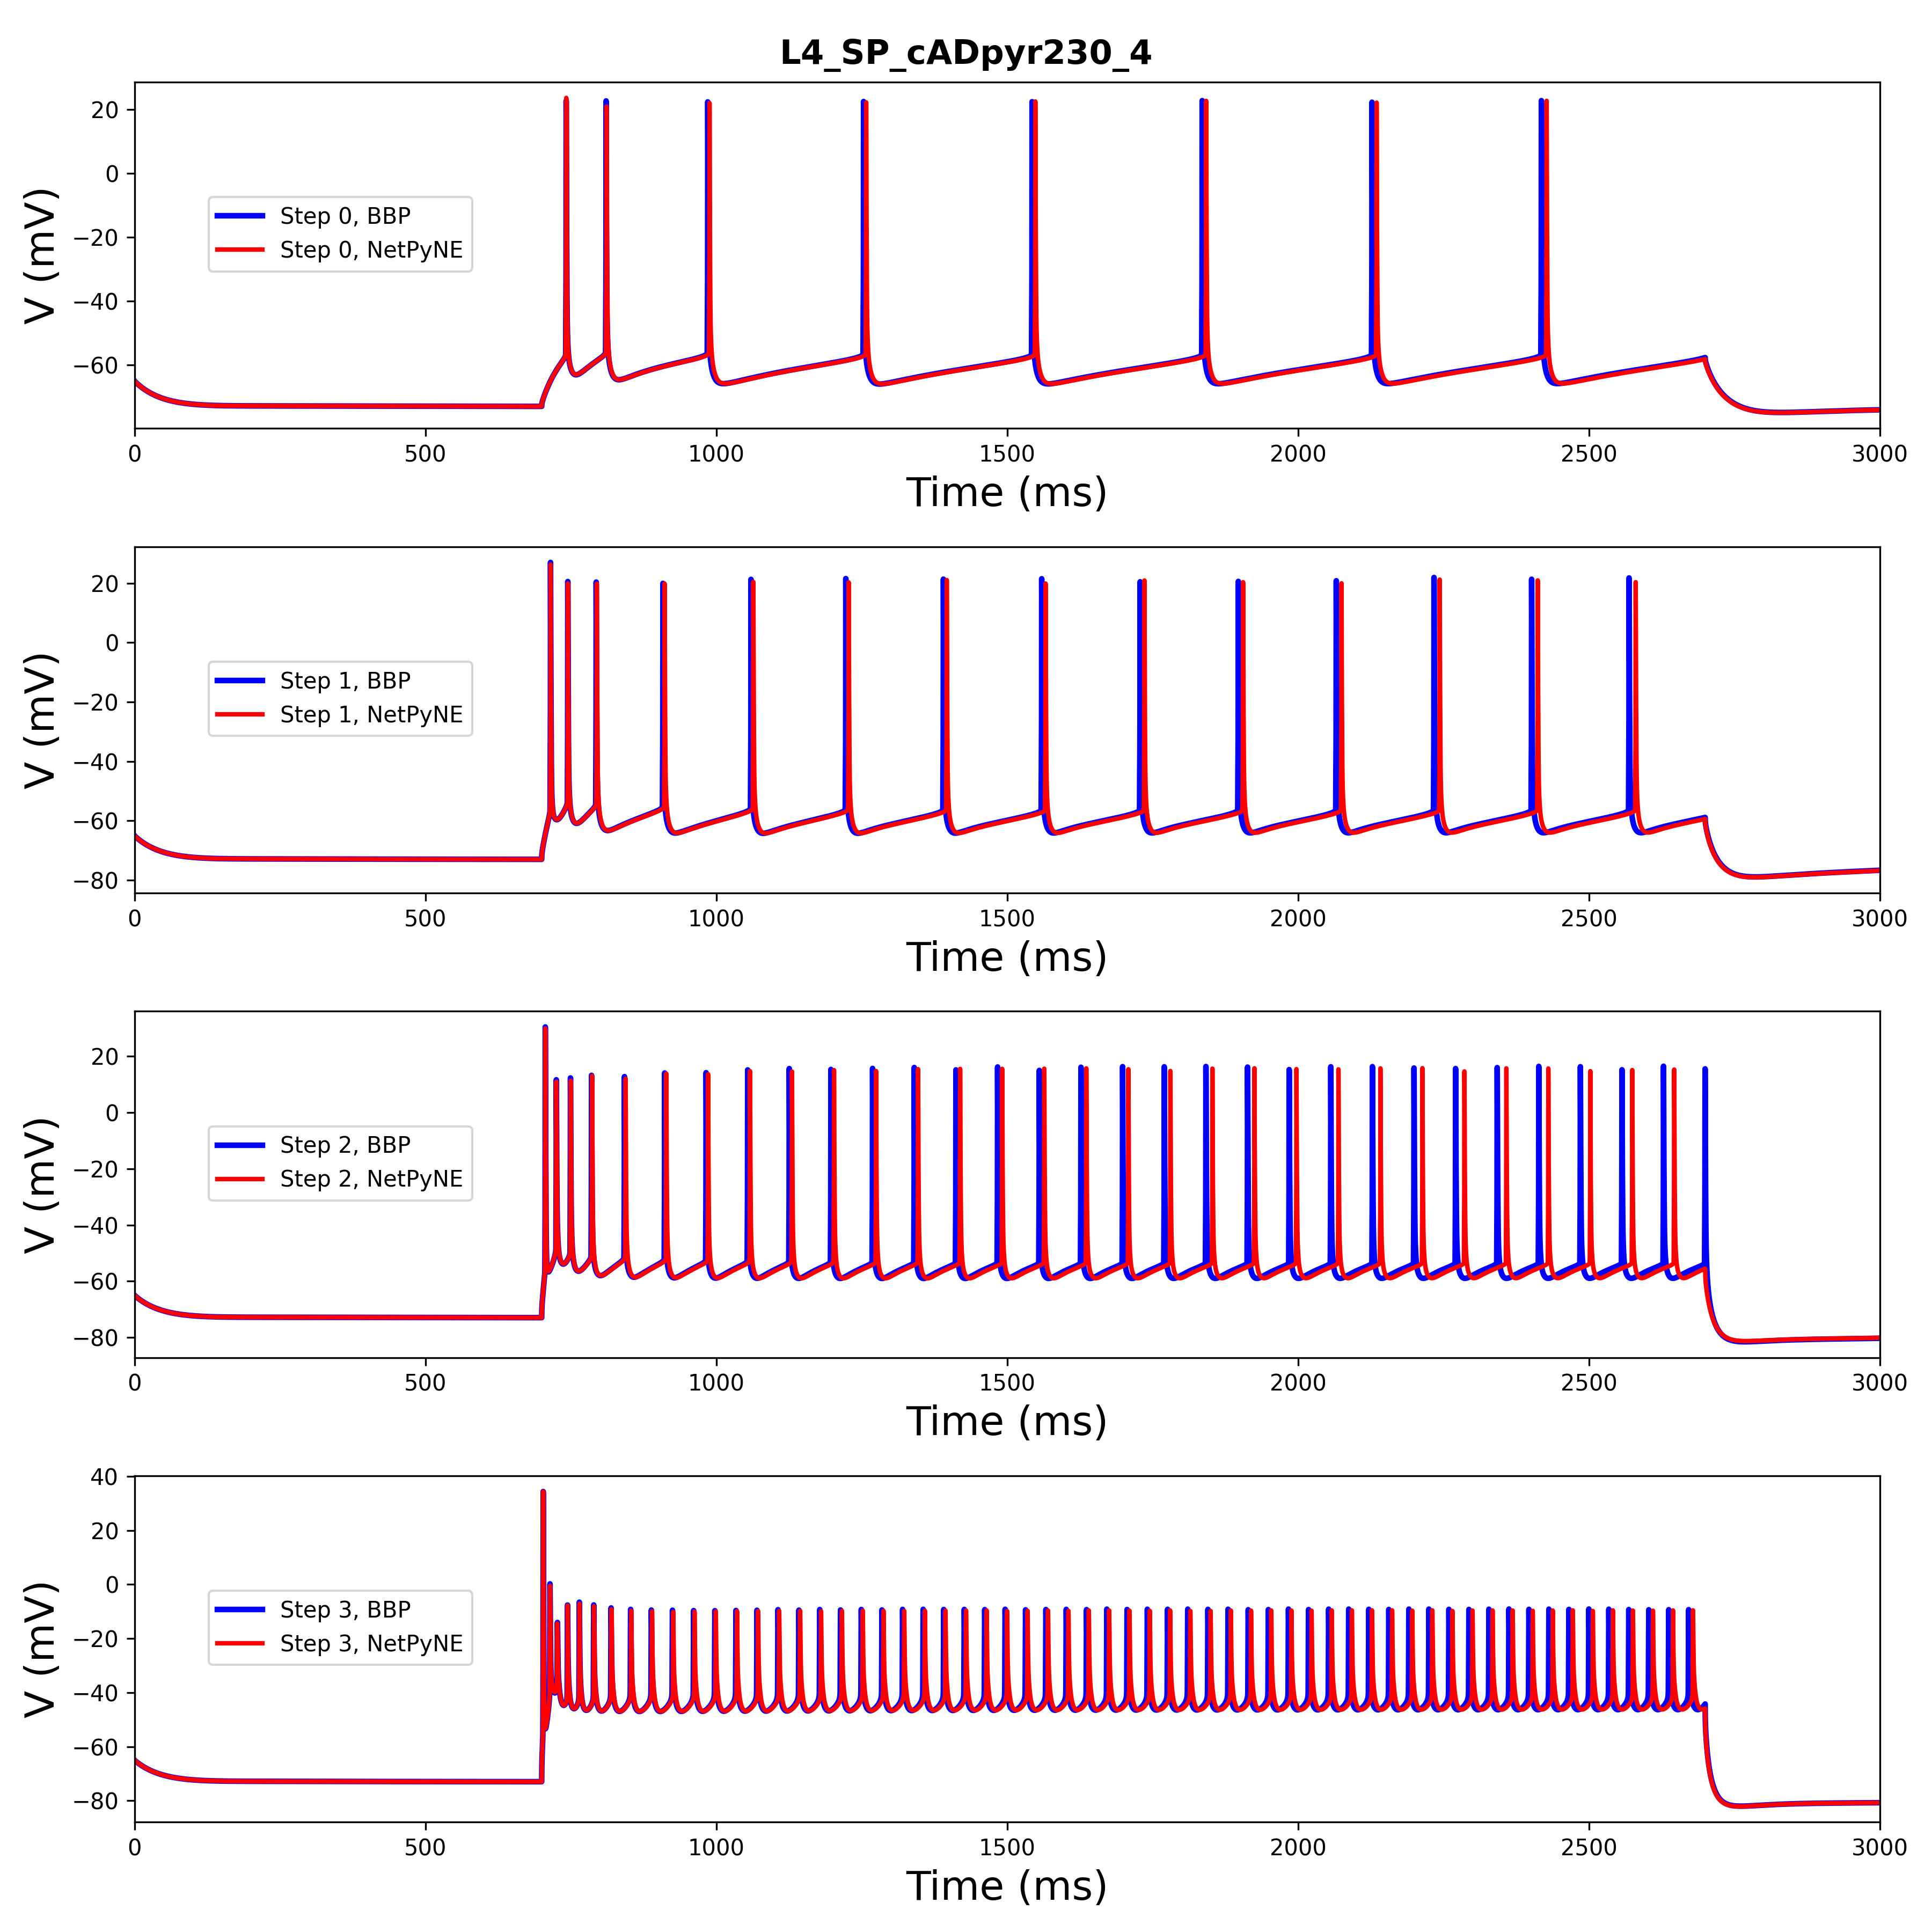 L4_SP_cADpyr230_4
20
0
−20
−40
−60
V (mV)
Step 0, BBP
Step 0, NetPyNE
0 500 1000 1500 2000 2500 3000
Time (ms)
20
0
−20
−40
−60
−80
V (mV)
Step 1, BBP
Step 1, NetPyNE
0 500 1000 1500 2000 2500 3000
Time (ms)
20
0
−20
−40
−60
−80
V (mV)
Step 2, BBP
Step 2, NetPyNE
0 500 1000 1500 2000 2500 3000
Time (ms)
40
20
0
−20
−40
−60
−80
V (mV)
Step 3, BBP
Step 3, NetPyNE
0 500 1000 1500 2000 2500 3000
Time (ms)